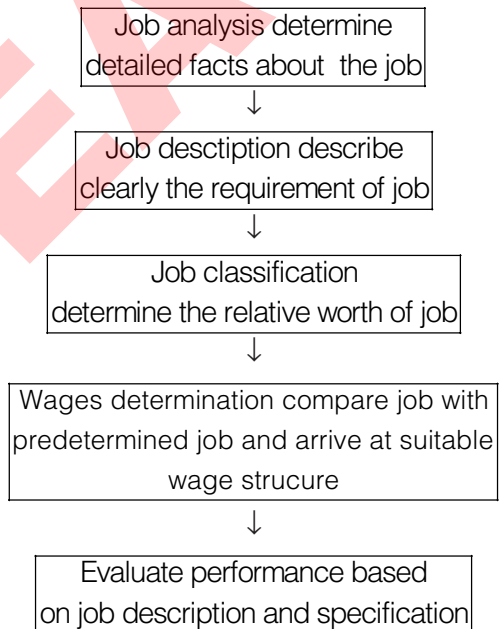 Job analysis determine
detailed facts about the job
↓
Job desctiption describe
clearly the requirement of job
↓
Job classification
determine the relative worth of job
↓
Wages determination compare job with
predetermined job and arrive at suitable
wage strucure
↓
Evaluate performance based
on job description and specification